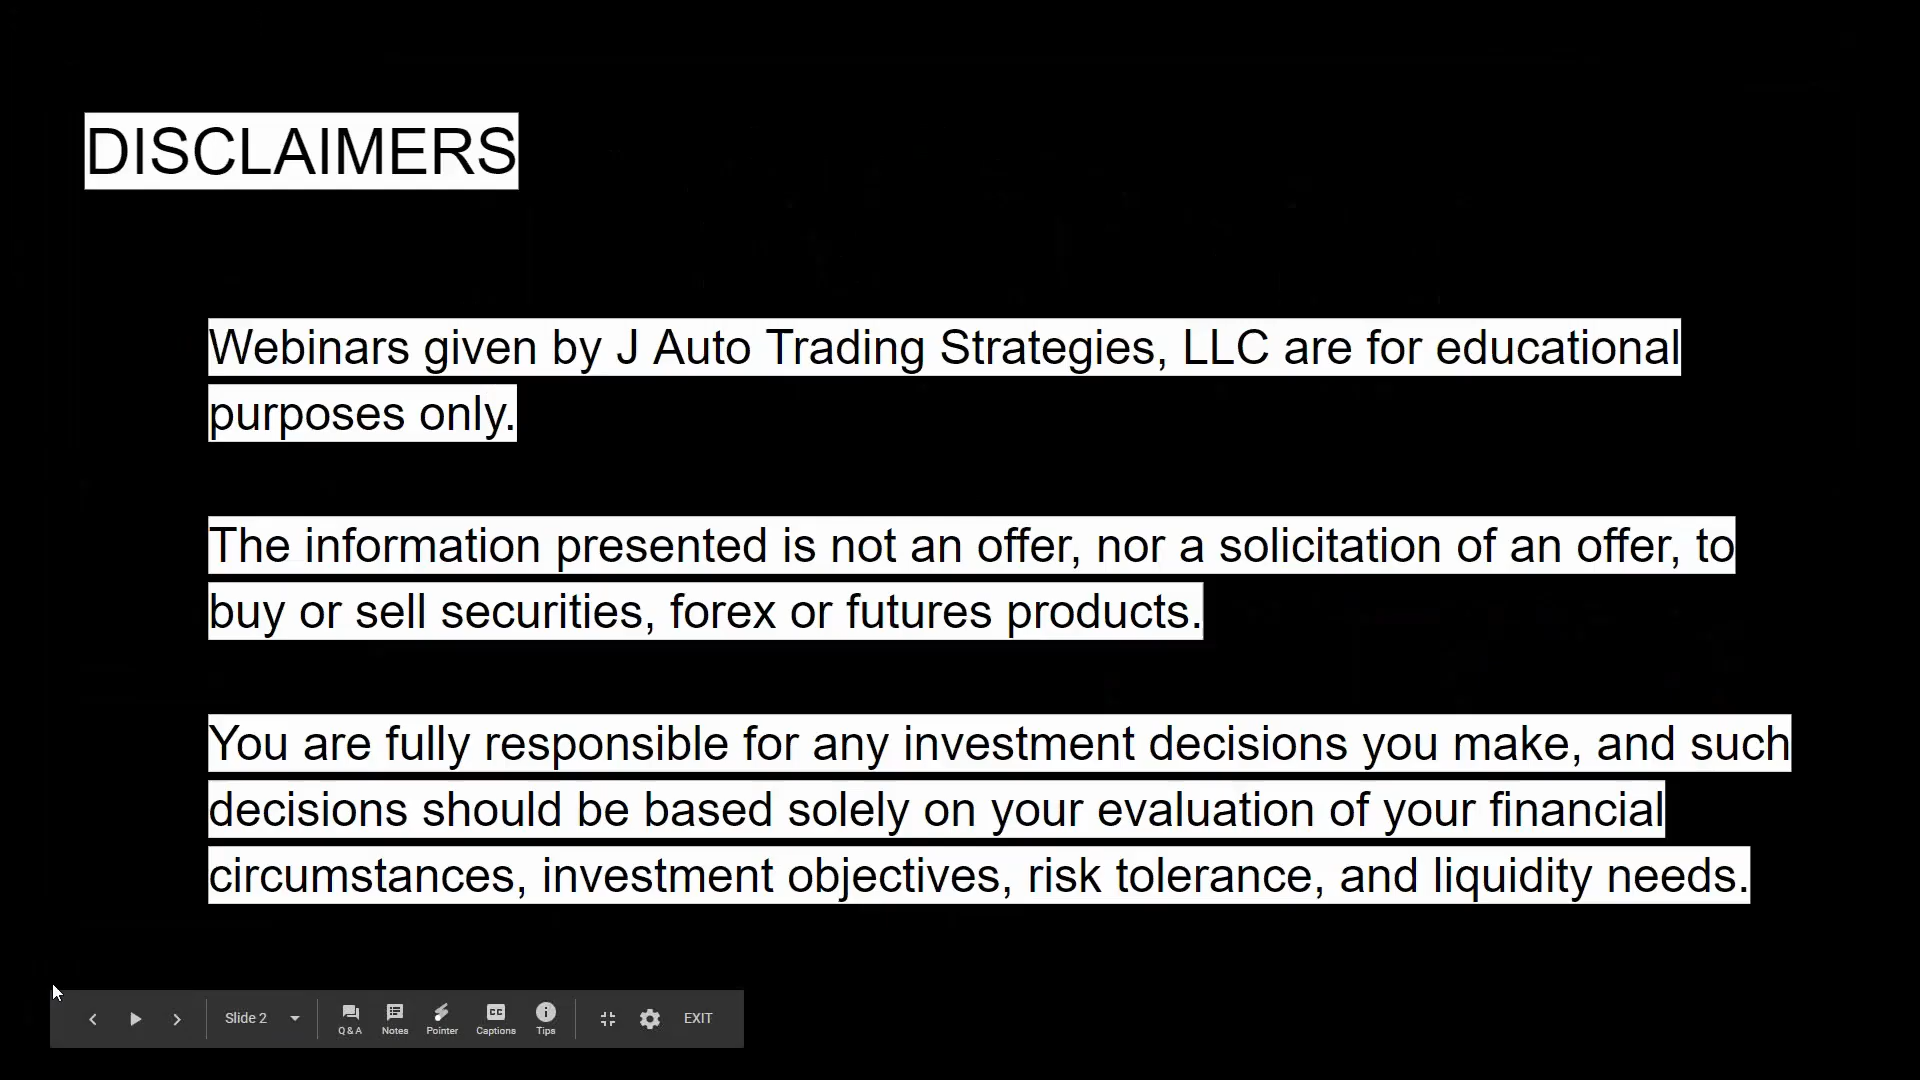 DISCLAIMERS
Webinars given by J Auto Trading Strategies, LLC are for educational
purposes only.
The information presented is not an offer, nor a solicitation of an offer, to
buy or sell securities, forex or futures products.
You are fully responsible for any investment decisions you make, and such
decisions should be based solely on your evaluation of your financial
circumstances, investment objectives, risk tolerance, and liquidity needs.
Slide 2
Q & A
Notes
Pointer
CC
Captions
Tips
EXIT